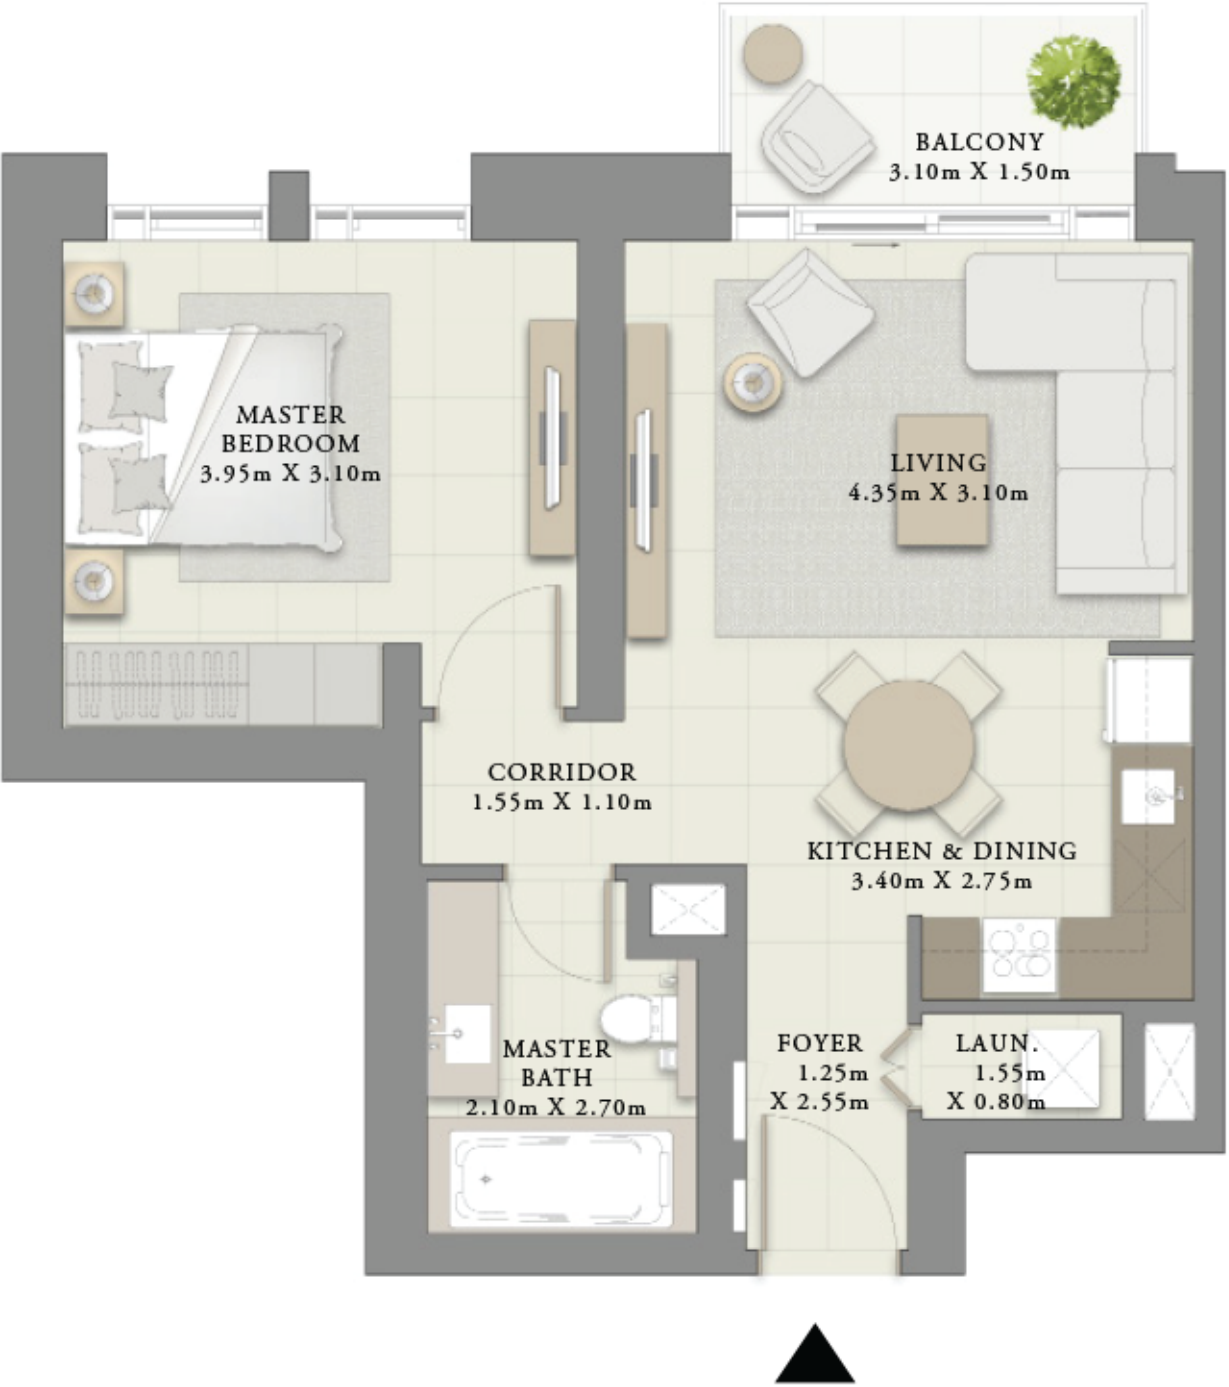 BALCONY
3.10m X 1.50m
MASTER
BEDROOM
3.95m X 3.10m
LIVING
4.35m X 3.10m
CORRIDOR
1.55m X 1.10m
KITCHEN & DINING
3.40m X 2.75m
MASTER
BATH
2.10m X 2.70m
FOYER
1.25m
X 2.55m
LAUN.
1.55m
X 0.80m